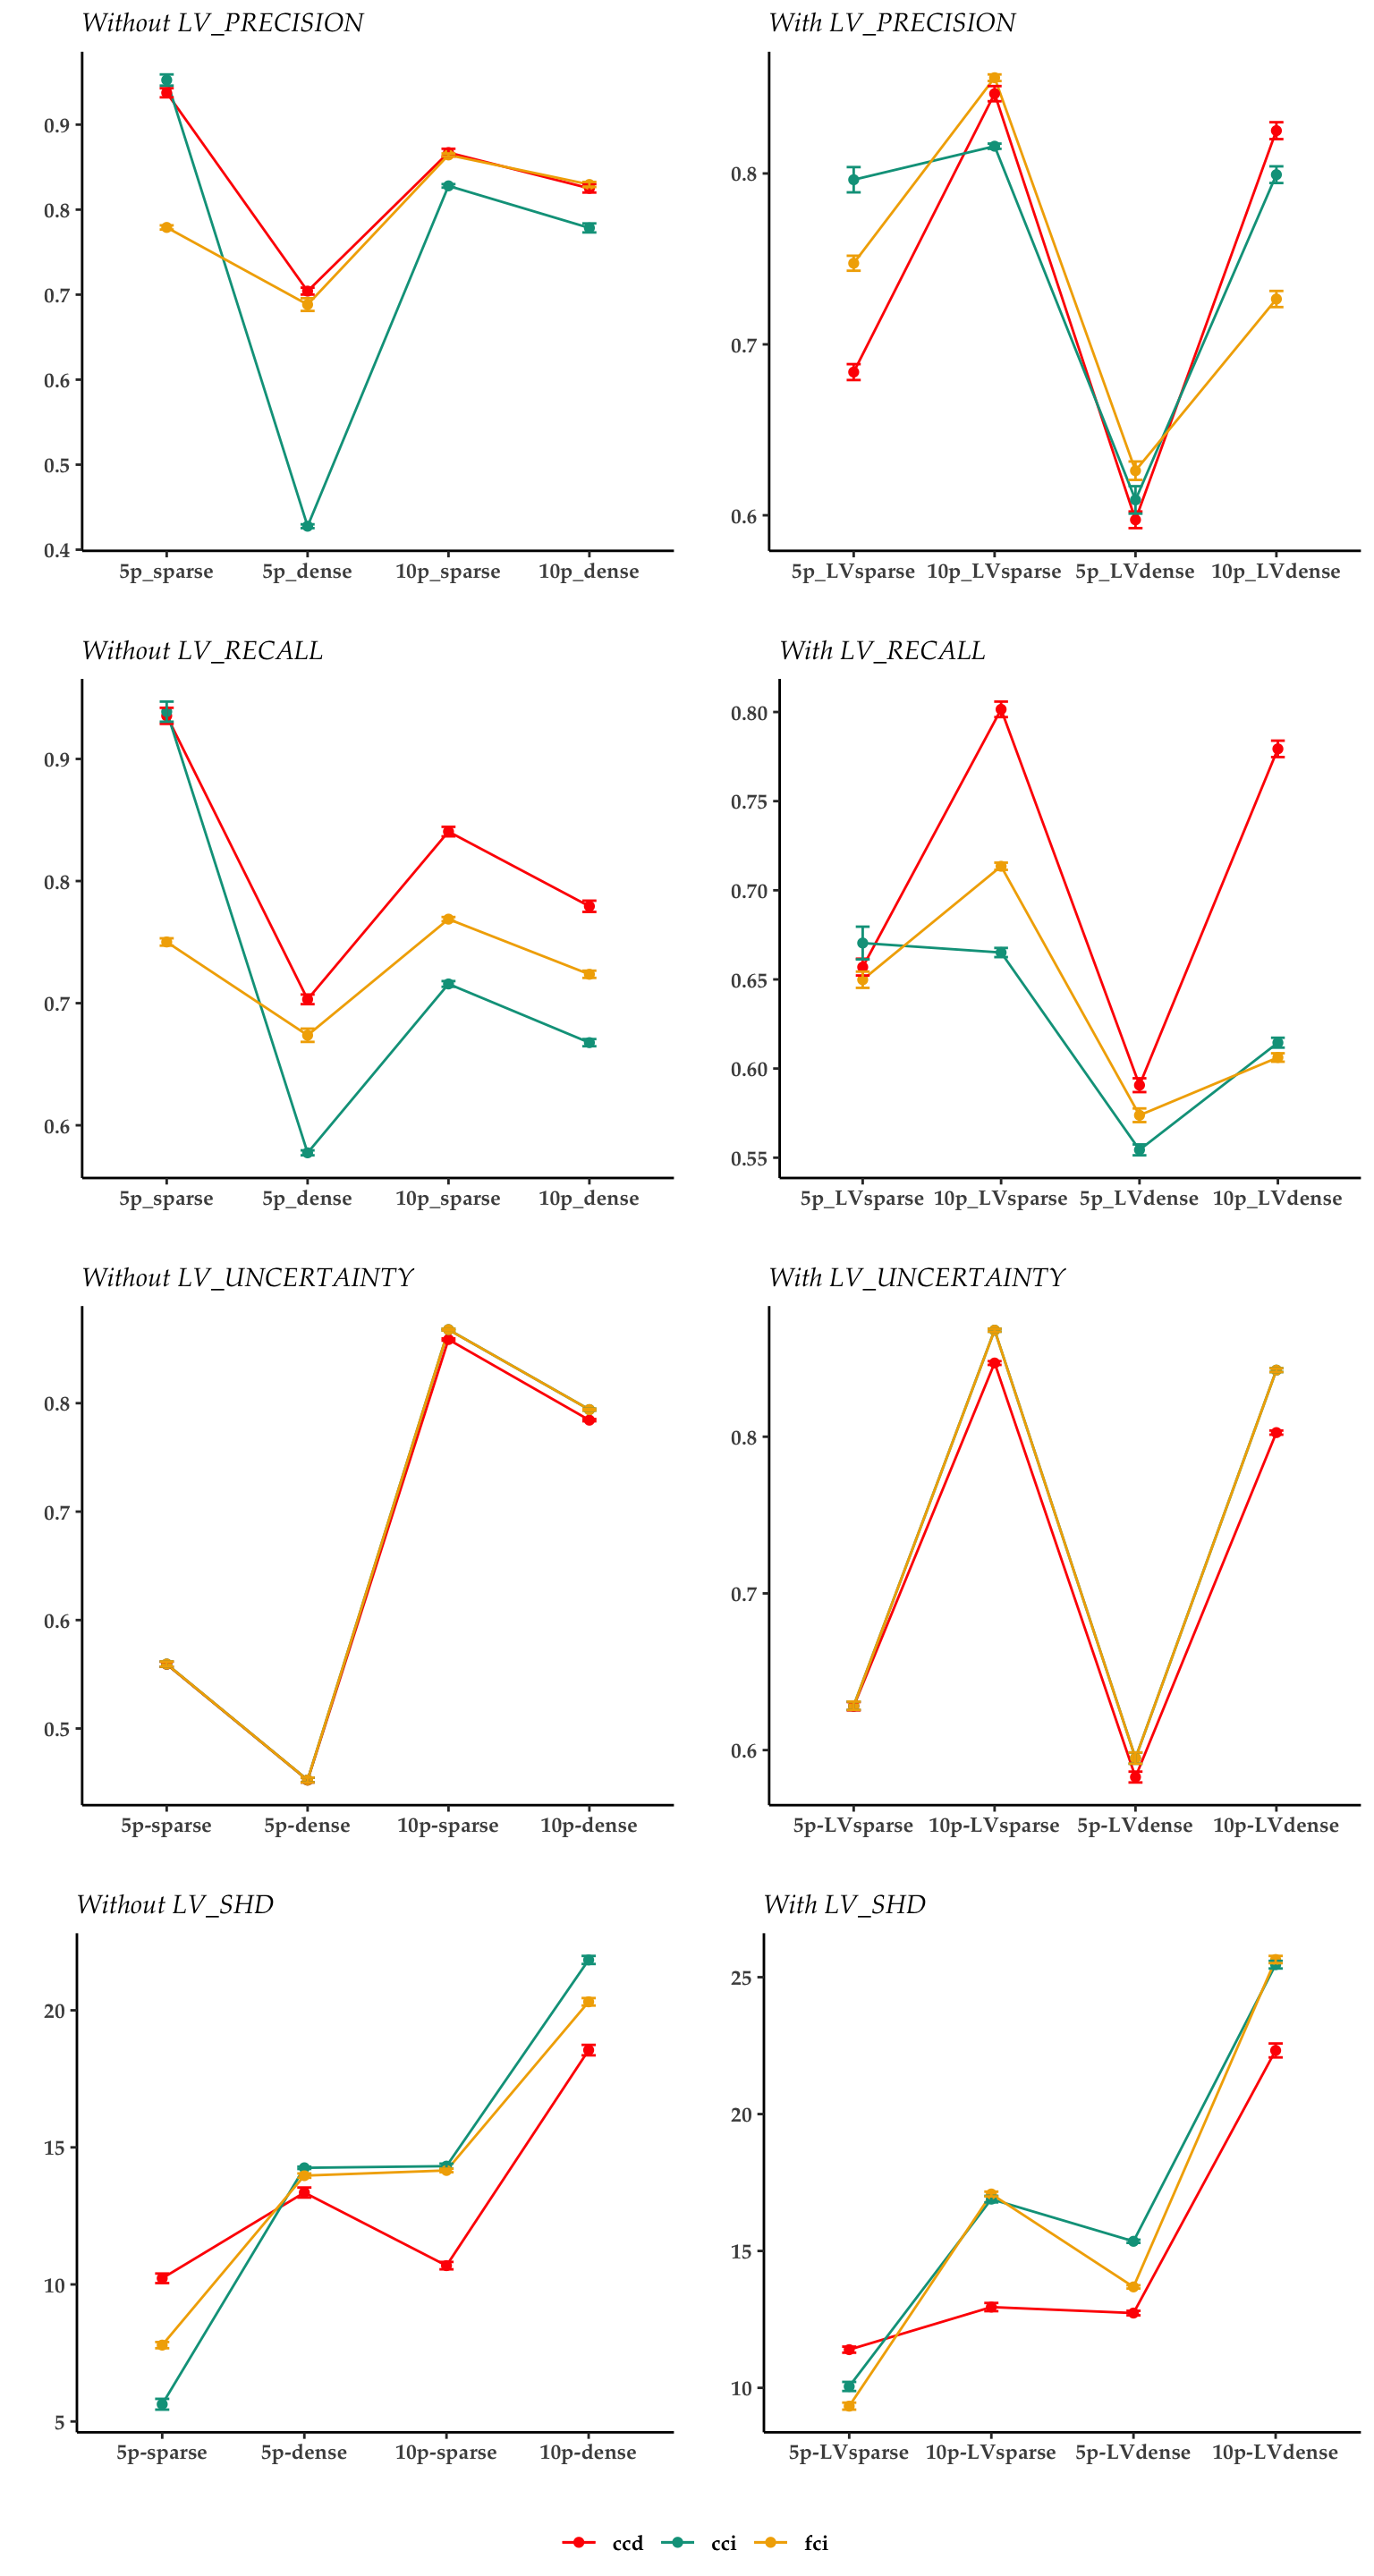 Without LV_PRECISION
0.9
0.8
0.7
0.6
0.5
0.4
5p_sparse 5p_dense 10p_sparse 10p_dense
With LV_PRECISION
0.8
0.7
0.6
5p_LVsparse 10p_LVsparse 5p_LVdense 10p_LVdense
Without LV_RECALL
0.9
0.8
0.7
0.6
5p_sparse 5p_dense 10p_sparse 10p_dense
With LV_RECALL
0.80
0.75
0.70
0.65
0.60
0.55
5p_LVsparse 10p_LVsparse 5p_LVdense 10p_LVdense
Without LV_UNCERTAINTY
0.8
0.7
0.6
0.5
5p-sparse 5p-dense 10p-sparse 10p-dense
With LV_UNCERTAINTY
0.8
0.7
0.6
5p-LVsparse 10p-LVsparse 5p-LVdense 10p-LVdense
Without LV_SHD
20
15
10
5
5p-sparse 5p-dense 10p-sparse 10p-dense
With LV_SHD
25
20
15
10
5p-LVsparse 10p-LVsparse 5p-LVdense 10p-LVdense
ccd cci fci